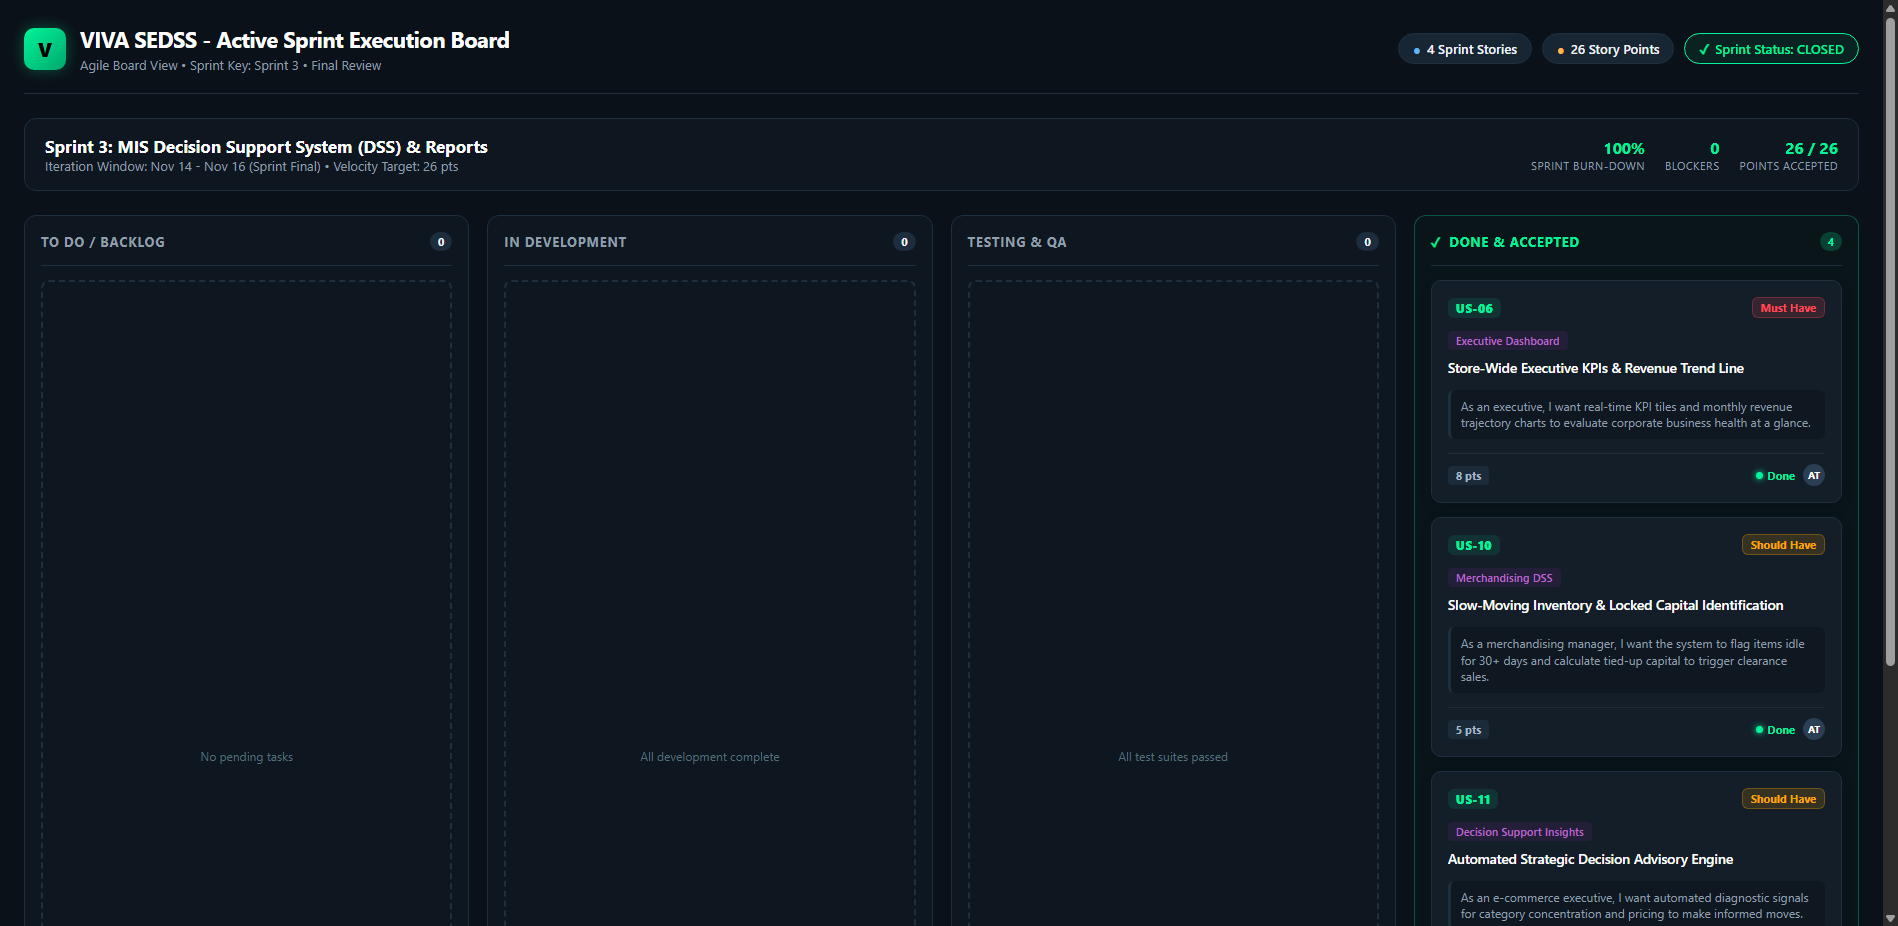 V
VIVA SEDSS - Active Sprint Execution Board
Agile Board View • Sprint Key: Sprint 3 • Final Review
4 Sprint Stories
26 Story Points
✓ Sprint Status: CLOSED
Sprint 3: MIS Decision Support System (DSS) & Reports
Iteration Window: Nov 14 - Nov 16 (Sprint Final) • Velocity Target: 26 pts
100%
SPRINT BURN-DOWN
0
BLOCKERS
26 / 26
POINTS ACCEPTED
TO DO / BACKLOG
0
No pending tasks
IN DEVELOPMENT
0
All development complete
TESTING & QA
0
All test suites passed
✓ DONE & ACCEPTED
4
US-06
Must Have
Executive Dashboard
Store-Wide Executive KPIs & Revenue Trend Line
As an executive, I want real-time KPI tiles and monthly revenue
trajectory charts to evaluate corporate business health at a glance.
8 pts
Done
AT
US-10
Should Have
Merchandising DSS
Slow-Moving Inventory & Locked Capital Identification
As a merchandising manager, I want the system to flag items idle
for 30+ days and calculate tied-up capital to trigger clearance
sales.
5 pts
Done
AT
US-11
Should Have
Decision Support Insights
Automated Strategic Decision Advisory Engine
As an e-commerce executive, I want automated diagnostic signals
for category concentration and pricing to make informed moves.